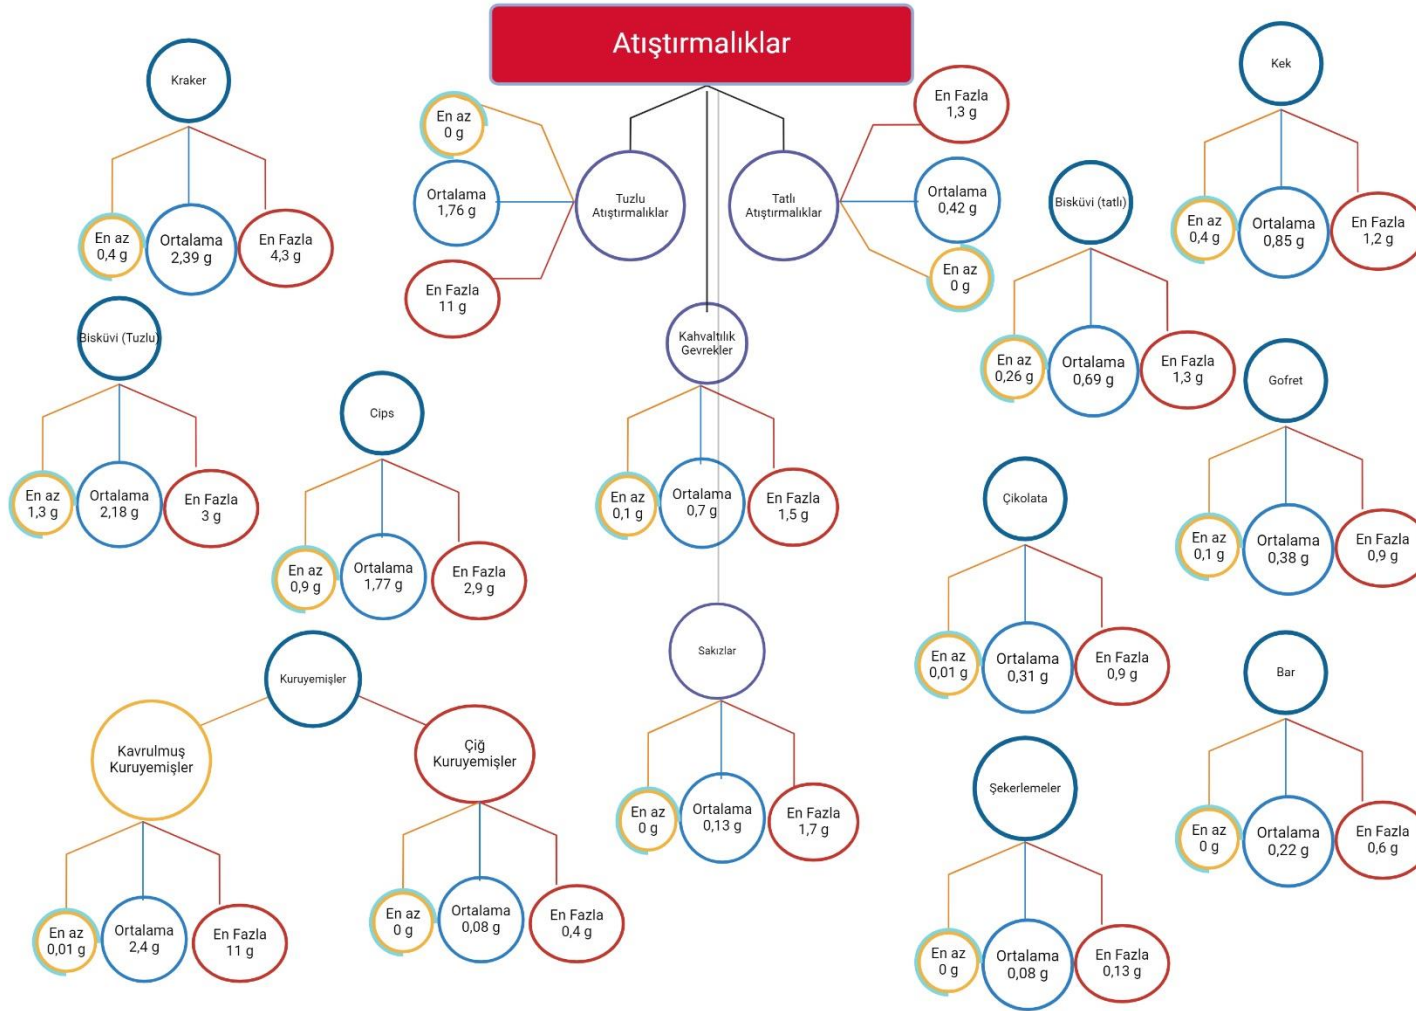 Atıştırmalıklar
Kraker
En az
0,4 g
Ortalama
2,39 g
En Fazla
4,3 g
Bisküvi (Tuzlu)
En az
1,3 g
Ortalama
2,18 g
En Fazla
3 g
Cips
En az
0,9 g
Ortalama
1,77 g
En Fazla
2,9 g
Kuruyemişler
Kavrulmuş
Kuruyemişler
En az
0,01 g
Ortalama
2,4 g
En Fazla
11 g
Çiğ
Kuruyemişler
En az
0 g
Ortalama
0,08 g
En Fazla
0,4 g
En az
0 g
Ortalama
1,76 g
En Fazla
11 g
Tuzlu
Atıştırmalıklar
Tatlı
Atıştırmalıklar
En Fazla
1,3 g
Ortalama
0,42 g
En az
0 g
Kahvaltılık
Gevrekler
En az
0,1 g
Ortalama
0,7 g
En Fazla
1,5 g
Sakızlar
En az
0 g
Ortalama
0,13 g
En Fazla
1,7 g
Kek
En az
0,4 g
Ortalama
0,85 g
En Fazla
1,2 g
Bisküvi (tatlı)
En az
0,26 g
Ortalama
0,69 g
En Fazla
1,3 g
Gofret
En az
0,1 g
Ortalama
0,38 g
En Fazla
0,9 g
Çikolata
En az
0,01 g
Ortalama
0,31 g
En Fazla
0,9 g
Bar
En az
0 g
Ortalama
0,22 g
En Fazla
0,6 g
Şekerlemeler
En az
0 g
Ortalama
0,08 g
En Fazla
0,13 g